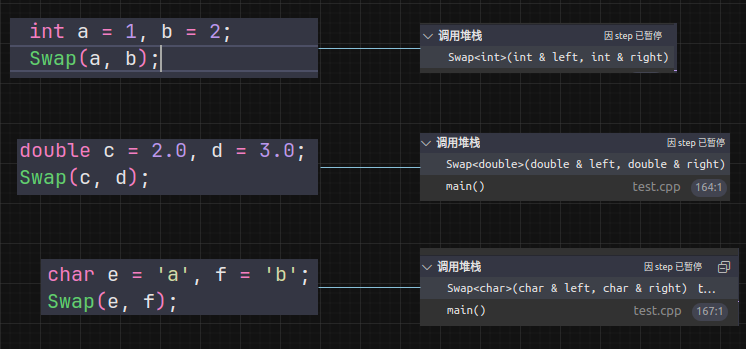 int a = 1, b = 2;
Swap(a, b);
调用堆栈 因 step 已暂停
Swap<int>(int & left, int & right)
double c = 2.0, d = 3.0;
Swap(c, d);
调用堆栈 因 step 已暂停
Swap<double>(double & left, double & right)
main() test.cpp 164:1
char e = 'a', f = 'b';
Swap(e, f);
调用堆栈 因 step 已暂停
Swap<char>(char & left, char & right) t...
main() test.cpp 167:1